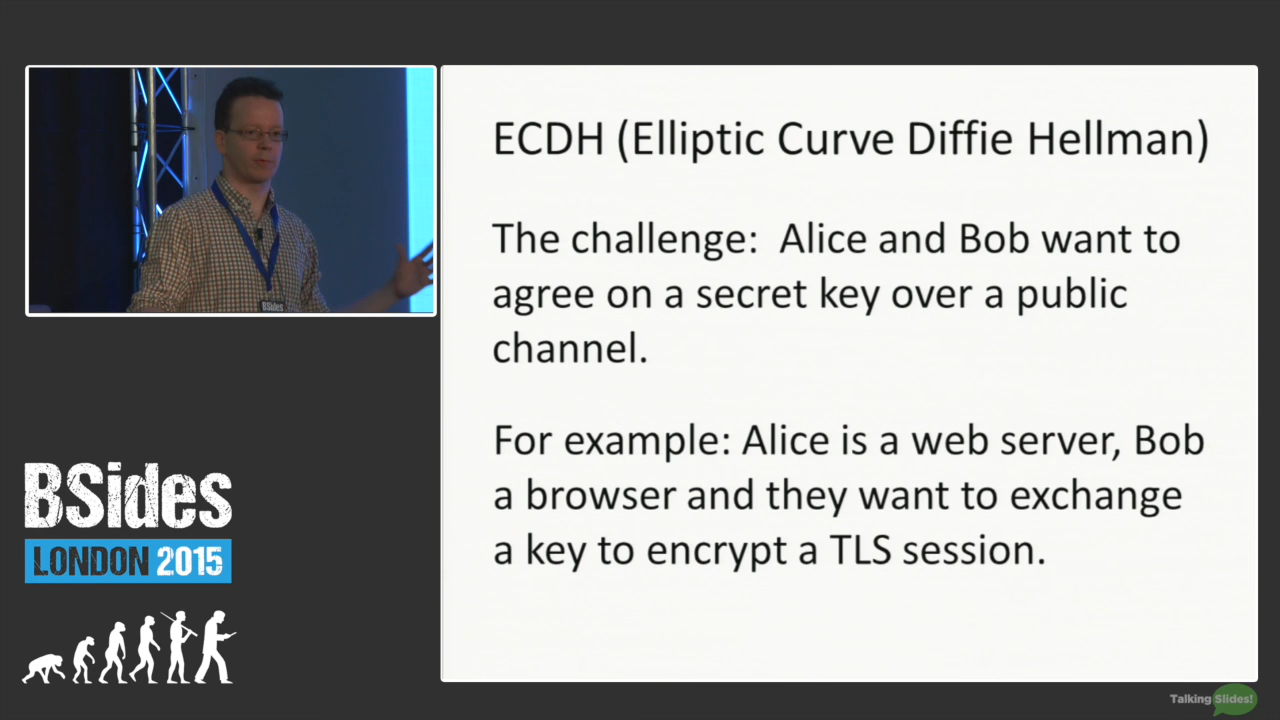 ECDH (Elliptic Curve Diffie Hellman)
The challenge:  Alice and Bob want to
agree on a secret key over a public
channel.
For example: Alice is a web server, Bob
a browser and they want to exchange
a key to encrypt a TLS session.
BSides
BSides
LONDON 2015
Talking Slides!